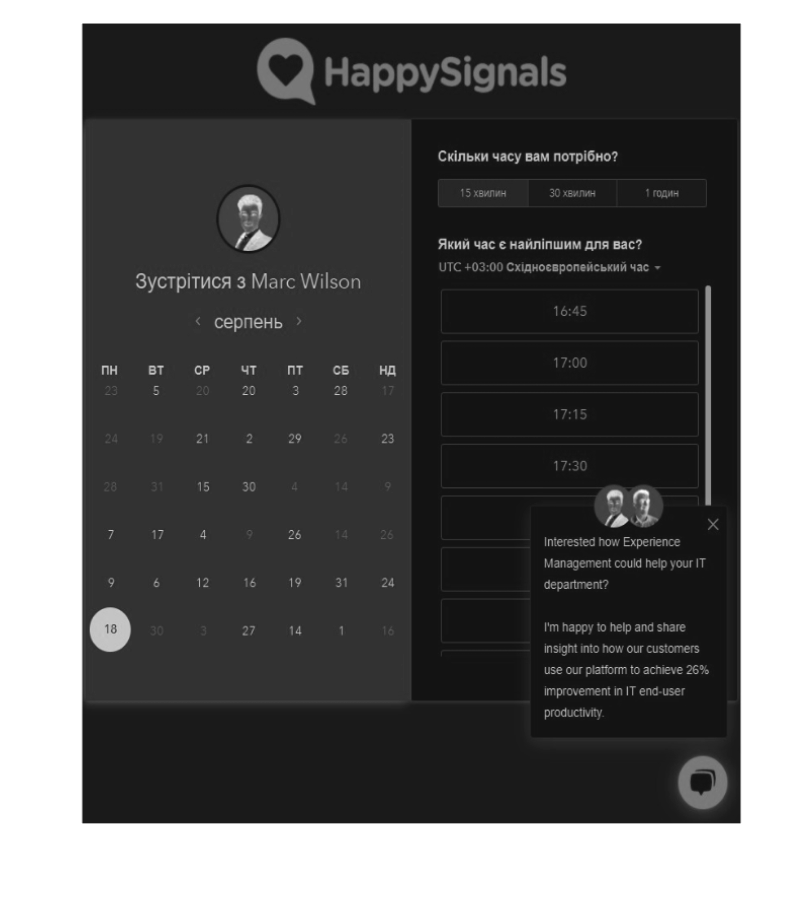 HappySignals
Зустрітися з Marc Wilson
‹ серпень ›
ПН ВТ СР ЧТ ПТ СБ НД
23 5 20 20 3 28 17
24 19 21 2 29 26 23
28 31 15 30 4 14 9
7 17 4 9 26 14 26
9 6 12 16 19 31 24
18 30 3 27 14 1 16
Скільки часу вам потрібно?
15 хвилин 30 хвилин 1 годин
Який час є найліпшим для вас?
UTC +03:00 Східноєвропейський час
16:45
17:00
17:15
17:30
Interested how Experience
Management could help your IT
department?
I'm happy to help and share
insight into how our customers
use our platform to achieve 26%
improvement in IT end-user
productivity.